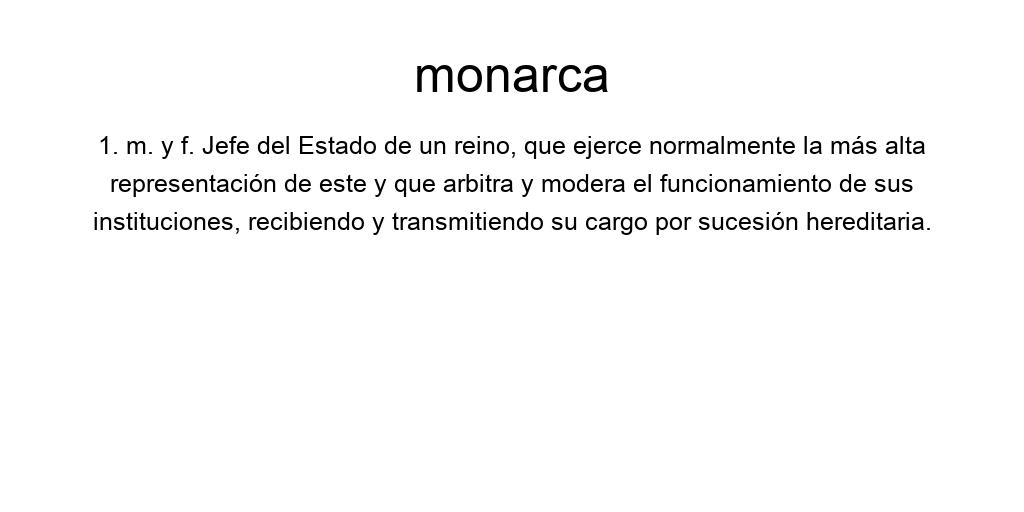 monarca
1. m. y f. Jefe del Estado de un reino, que ejerce normalmente la más alta
representación de este y que arbitra y modera el funcionamiento de sus
instituciones, recibiendo y transmitiendo su cargo por sucesión hereditaria.